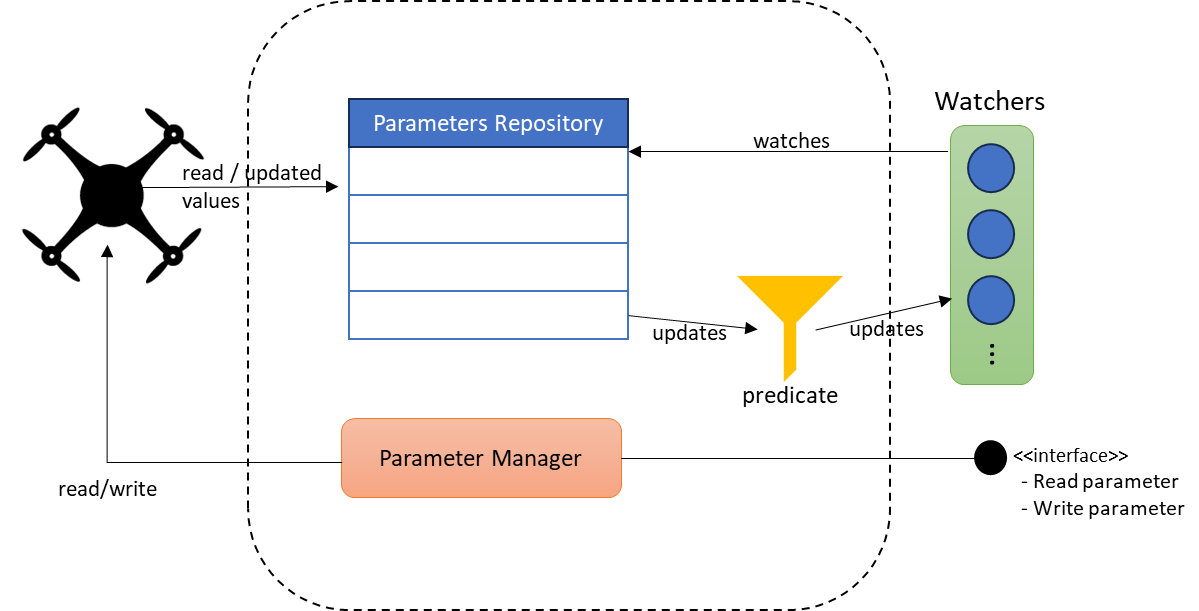 Watchers
Parameters Repository
watches
read / updated
values
updates
updates
predicate
Parameter Manager
<<interface>>
- Read parameter
- Write parameter
read/write